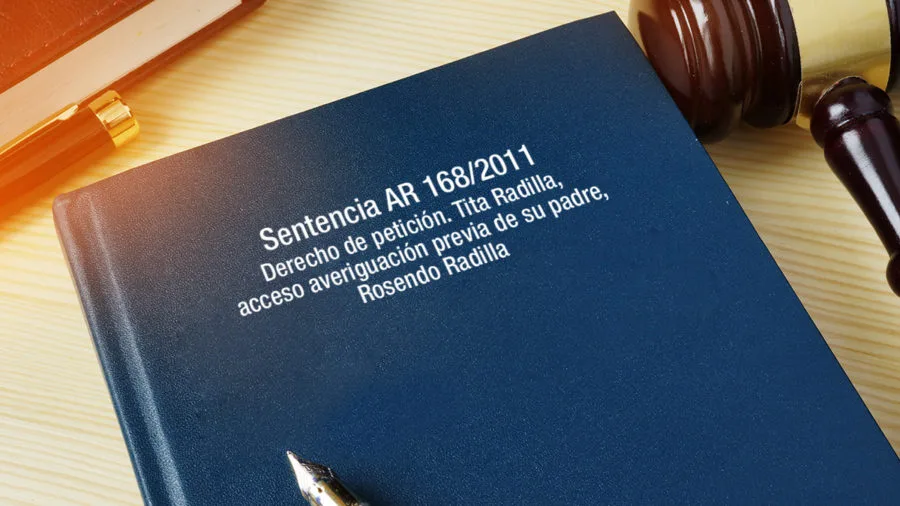 Sentencia AR 168/2011
Derecho de petición. Tita Radilla,
acceso averiguación previa de su padre,
Rosendo Radilla